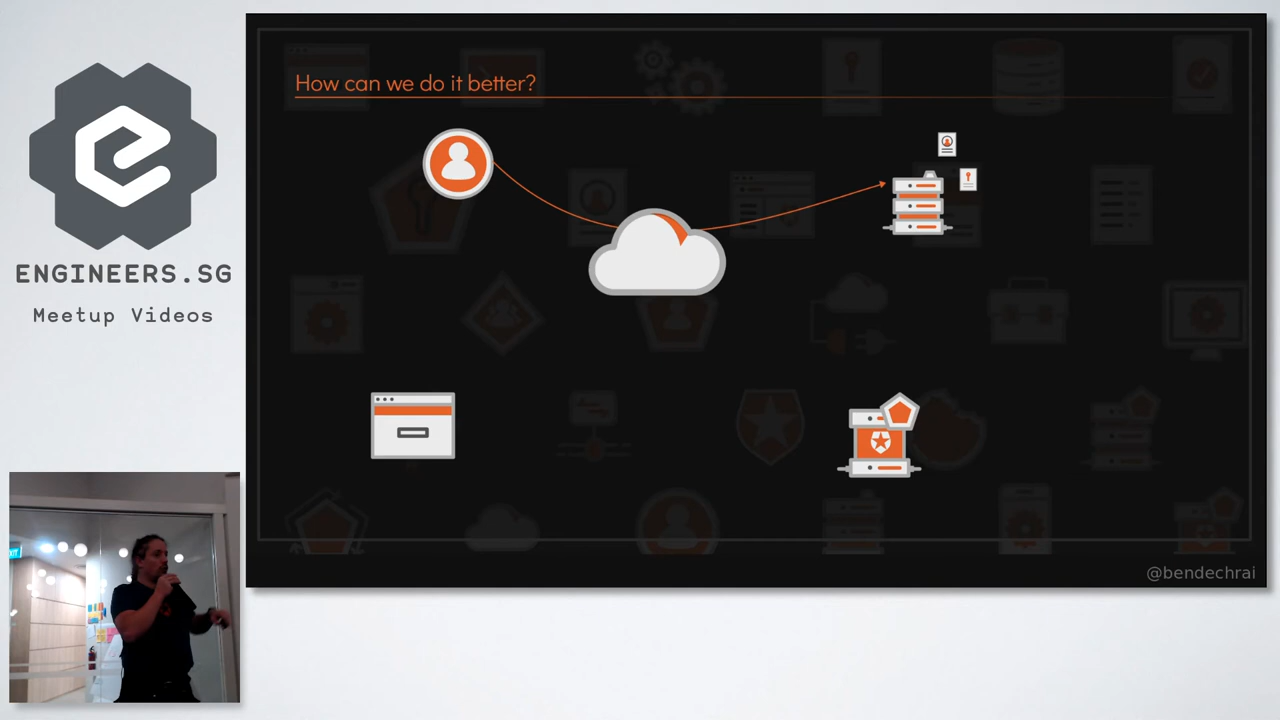 ENGINEERS.SG
Meetup Videos
How can we do it better?
@bendechrai